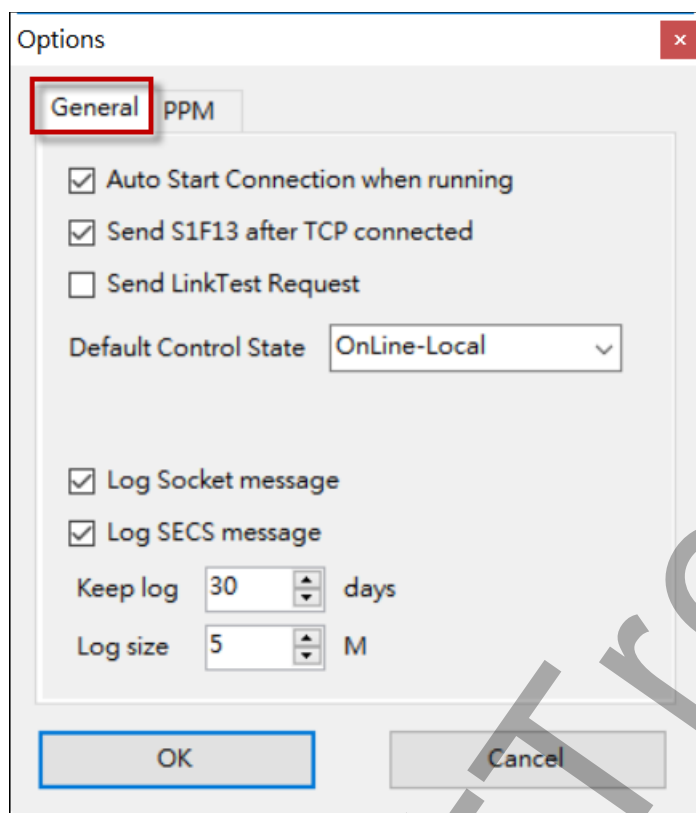 Options
General PPM
Auto Start Connection when running
Send S1F13 after TCP connected
Send LinkTest Request
Default Control State OnLine-Local
Log Socket message
Log SECS message
Keep log 30 days
Log size 5 M
OK Cancel